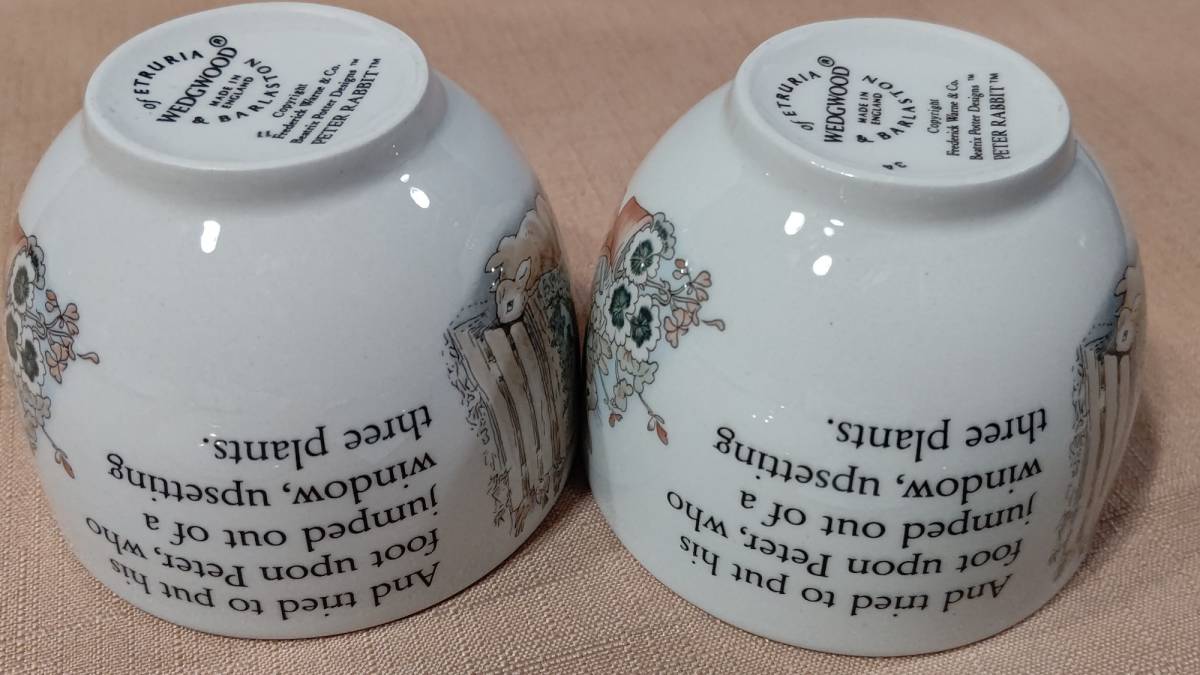 of ETRURIA
WEDGWOOD®
MADE IN
ENGLAND
BARLASTON
Copyright
Frederick Warne & Co.
Beatrix Potter Designs™
PETER RABBIT™
And tried to put his
foot upon Peter, who
jumped out of a
window, upsetting
three plants.
of ETRURIA
WEDGWOOD®
MADE IN
ENGLAND
BARLASTON
Copyright
Frederick Warne & Co.
Beatrix Potter Designs™
PETER RABBIT™
And tried to put his
foot upon Peter, who
jumped out of a
window, upsetting
three plants.